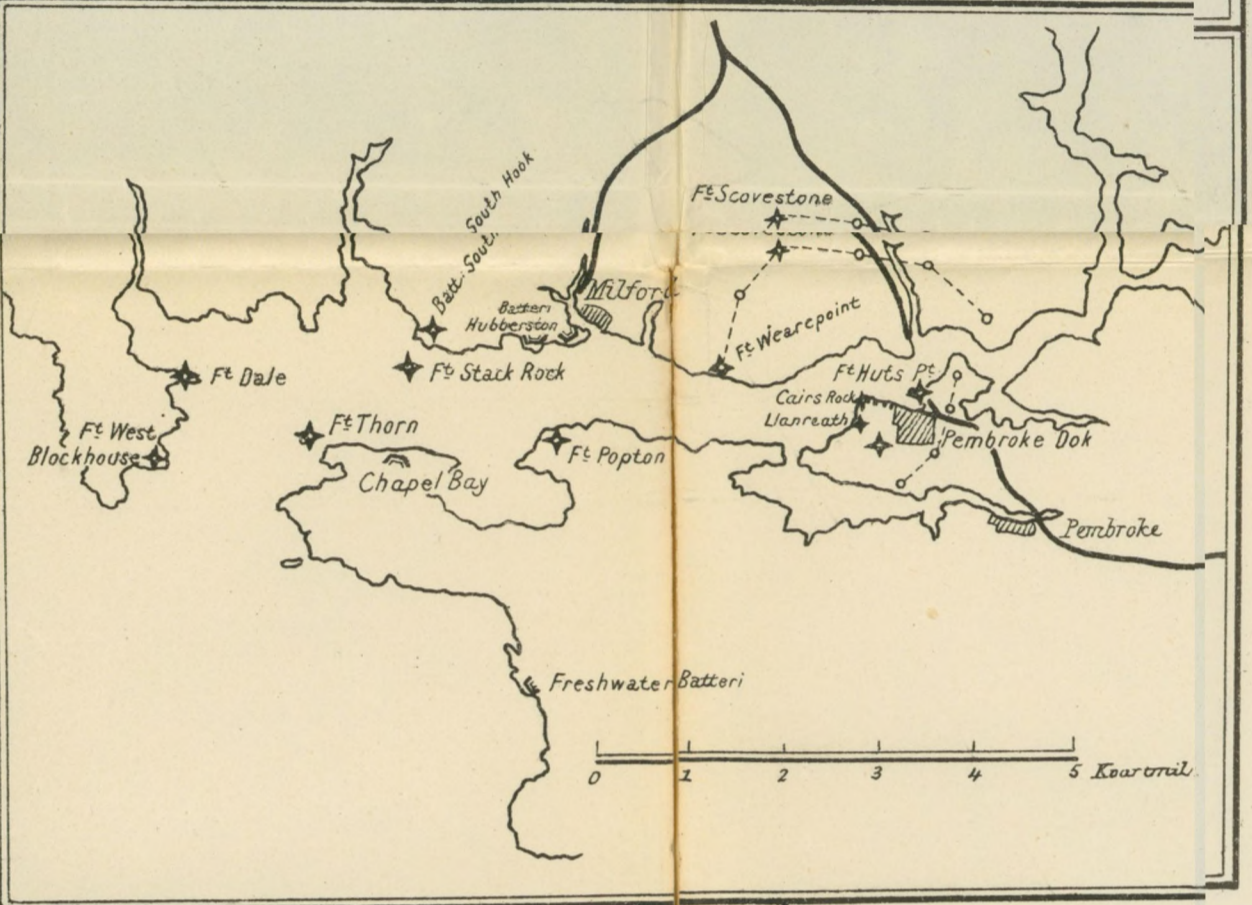 Ft Scovestone
Batt. South Hook
South
Milford
Batteri
Hubberston
Ft Wearepoint
Ft Dale
Ft Stack Rock
Ft Huts Pt
Cairs Rock
Llanreath
Ft West
Blockhouse
Ft Thorn
Pembroke Dok
Ft Popton
Chapel Bay
Pembroke
Freshwater Batteri
0 1 2 3 4 5 Kvartmil.